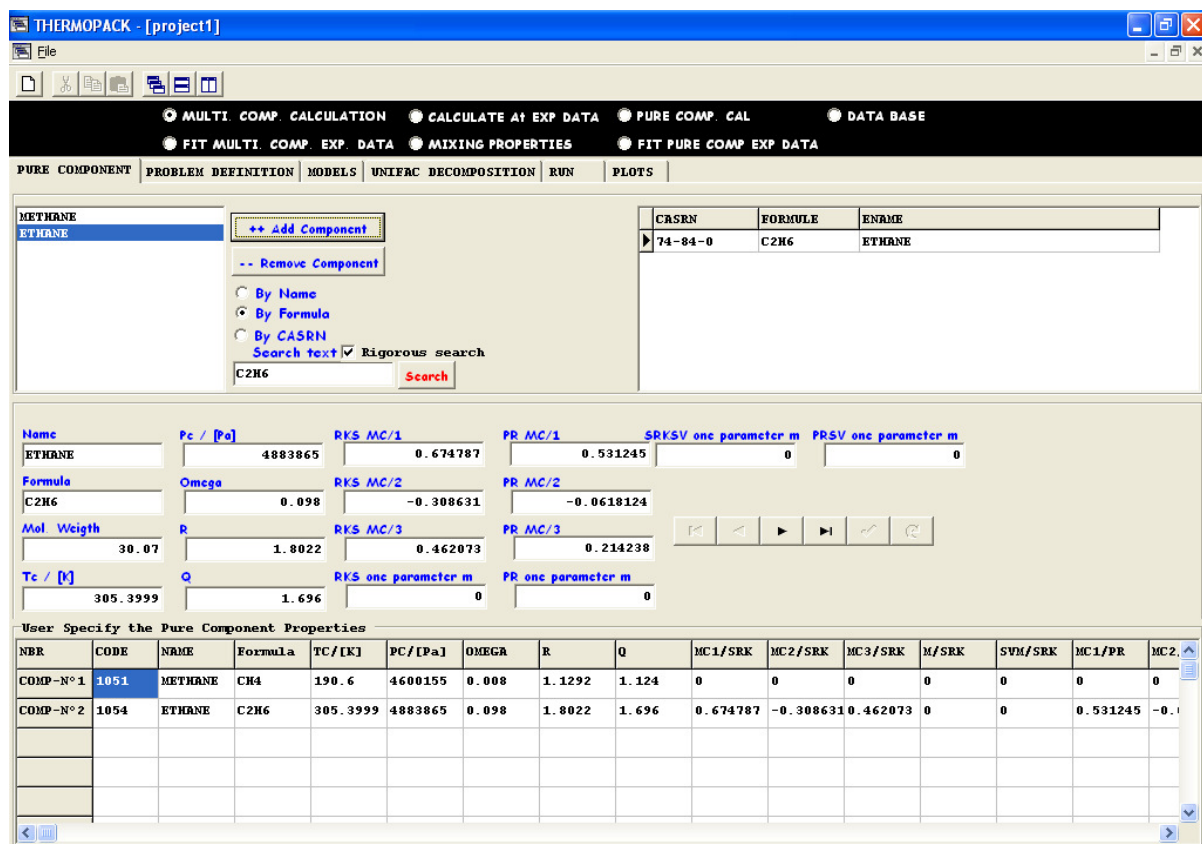 THERMOPACK - [project1]
File
MULTI. COMP. CALCULATION CALCULATE At EXP DATA PURE COMP. CAL DATA BASE
FIT MULTI. COMP. EXP. DATA MIXING PROPERTIES FIT PURE COMP EXP DATA
PURE COMPONENT PROBLEM DEFINITION MODELS UNIFAC DECOMPOSITION RUN PLOTS
METHANE
ETHANE
++ Add Component
-- Remove Component
By Name
By Formula
By CASRN
Search text Rigorous search
C2H6 Search
CASRN FORMULE ENAME
74-84-0 C2H6 ETHANE
Name Pc / [Pa] RKS MC/1 PR MC/1 SRKSV one parameter m PRSV one parameter m
ETHANE 4883865 0.674787 0.531245 0 0
Formula Omega RKS MC/2 PR MC/2
C2H6 0.098 -0.308631 -0.0618124
Mol. Weigth R RKS MC/3 PR MC/3
30.07 1.8022 0.462073 0.214238
Tc / [K] Q RKS one parameter m PR one parameter m
305.3999 1.696 0 0
User Specify the Pure Component Properties
NBR CODE NAME Formula TC/[K] PC/[Pa] OMEGA R Q MC1/SRK MC2/SRK MC3/SRK M/SRK SVM/SRK MC1/PR MC2
COMP-N°1 1051 METHANE CH4 190.6 4600155 0.008 1.1292 1.124 0 0 0 0 0 0 0
COMP-N°2 1054 ETHANE C2H6 305.3999 4883865 0.098 1.8022 1.696 0.674787 -0.308631 0.462073 0 0 0.531245 -0.